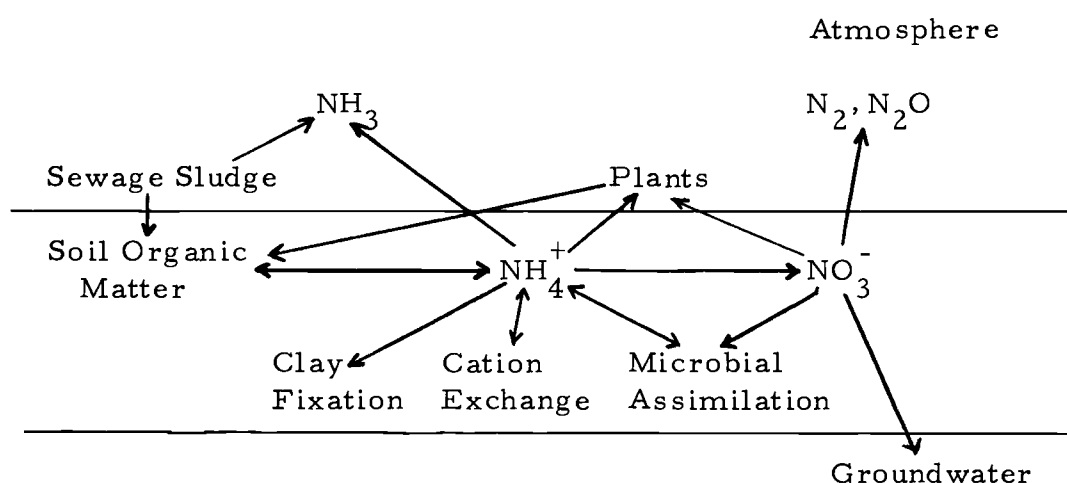 Atmosphere
NH3
N2, N2O
Sewage Sludge
Plants
Soil Organic
Matter
NH4+
NO3-
Clay
Fixation
Cation
Exchange
Microbial
Assimilation
Groundwater